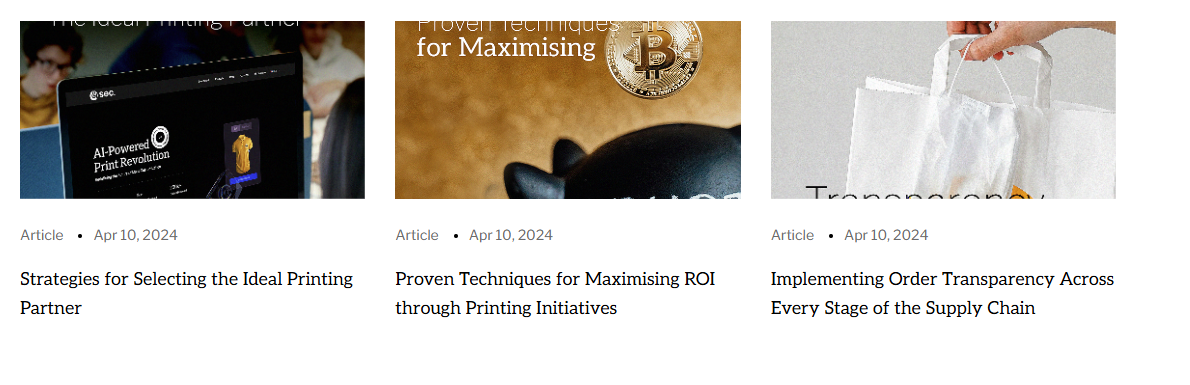 The Ideal Printing Partner
sec.
AI-Powered
Print Revolution
Proven Techniques
for Maximising
Transparency
Article • Apr 10, 2024
Strategies for Selecting the Ideal Printing
Partner
Article • Apr 10, 2024
Proven Techniques for Maximising ROI
through Printing Initiatives
Article • Apr 10, 2024
Implementing Order Transparency Across
Every Stage of the Supply Chain